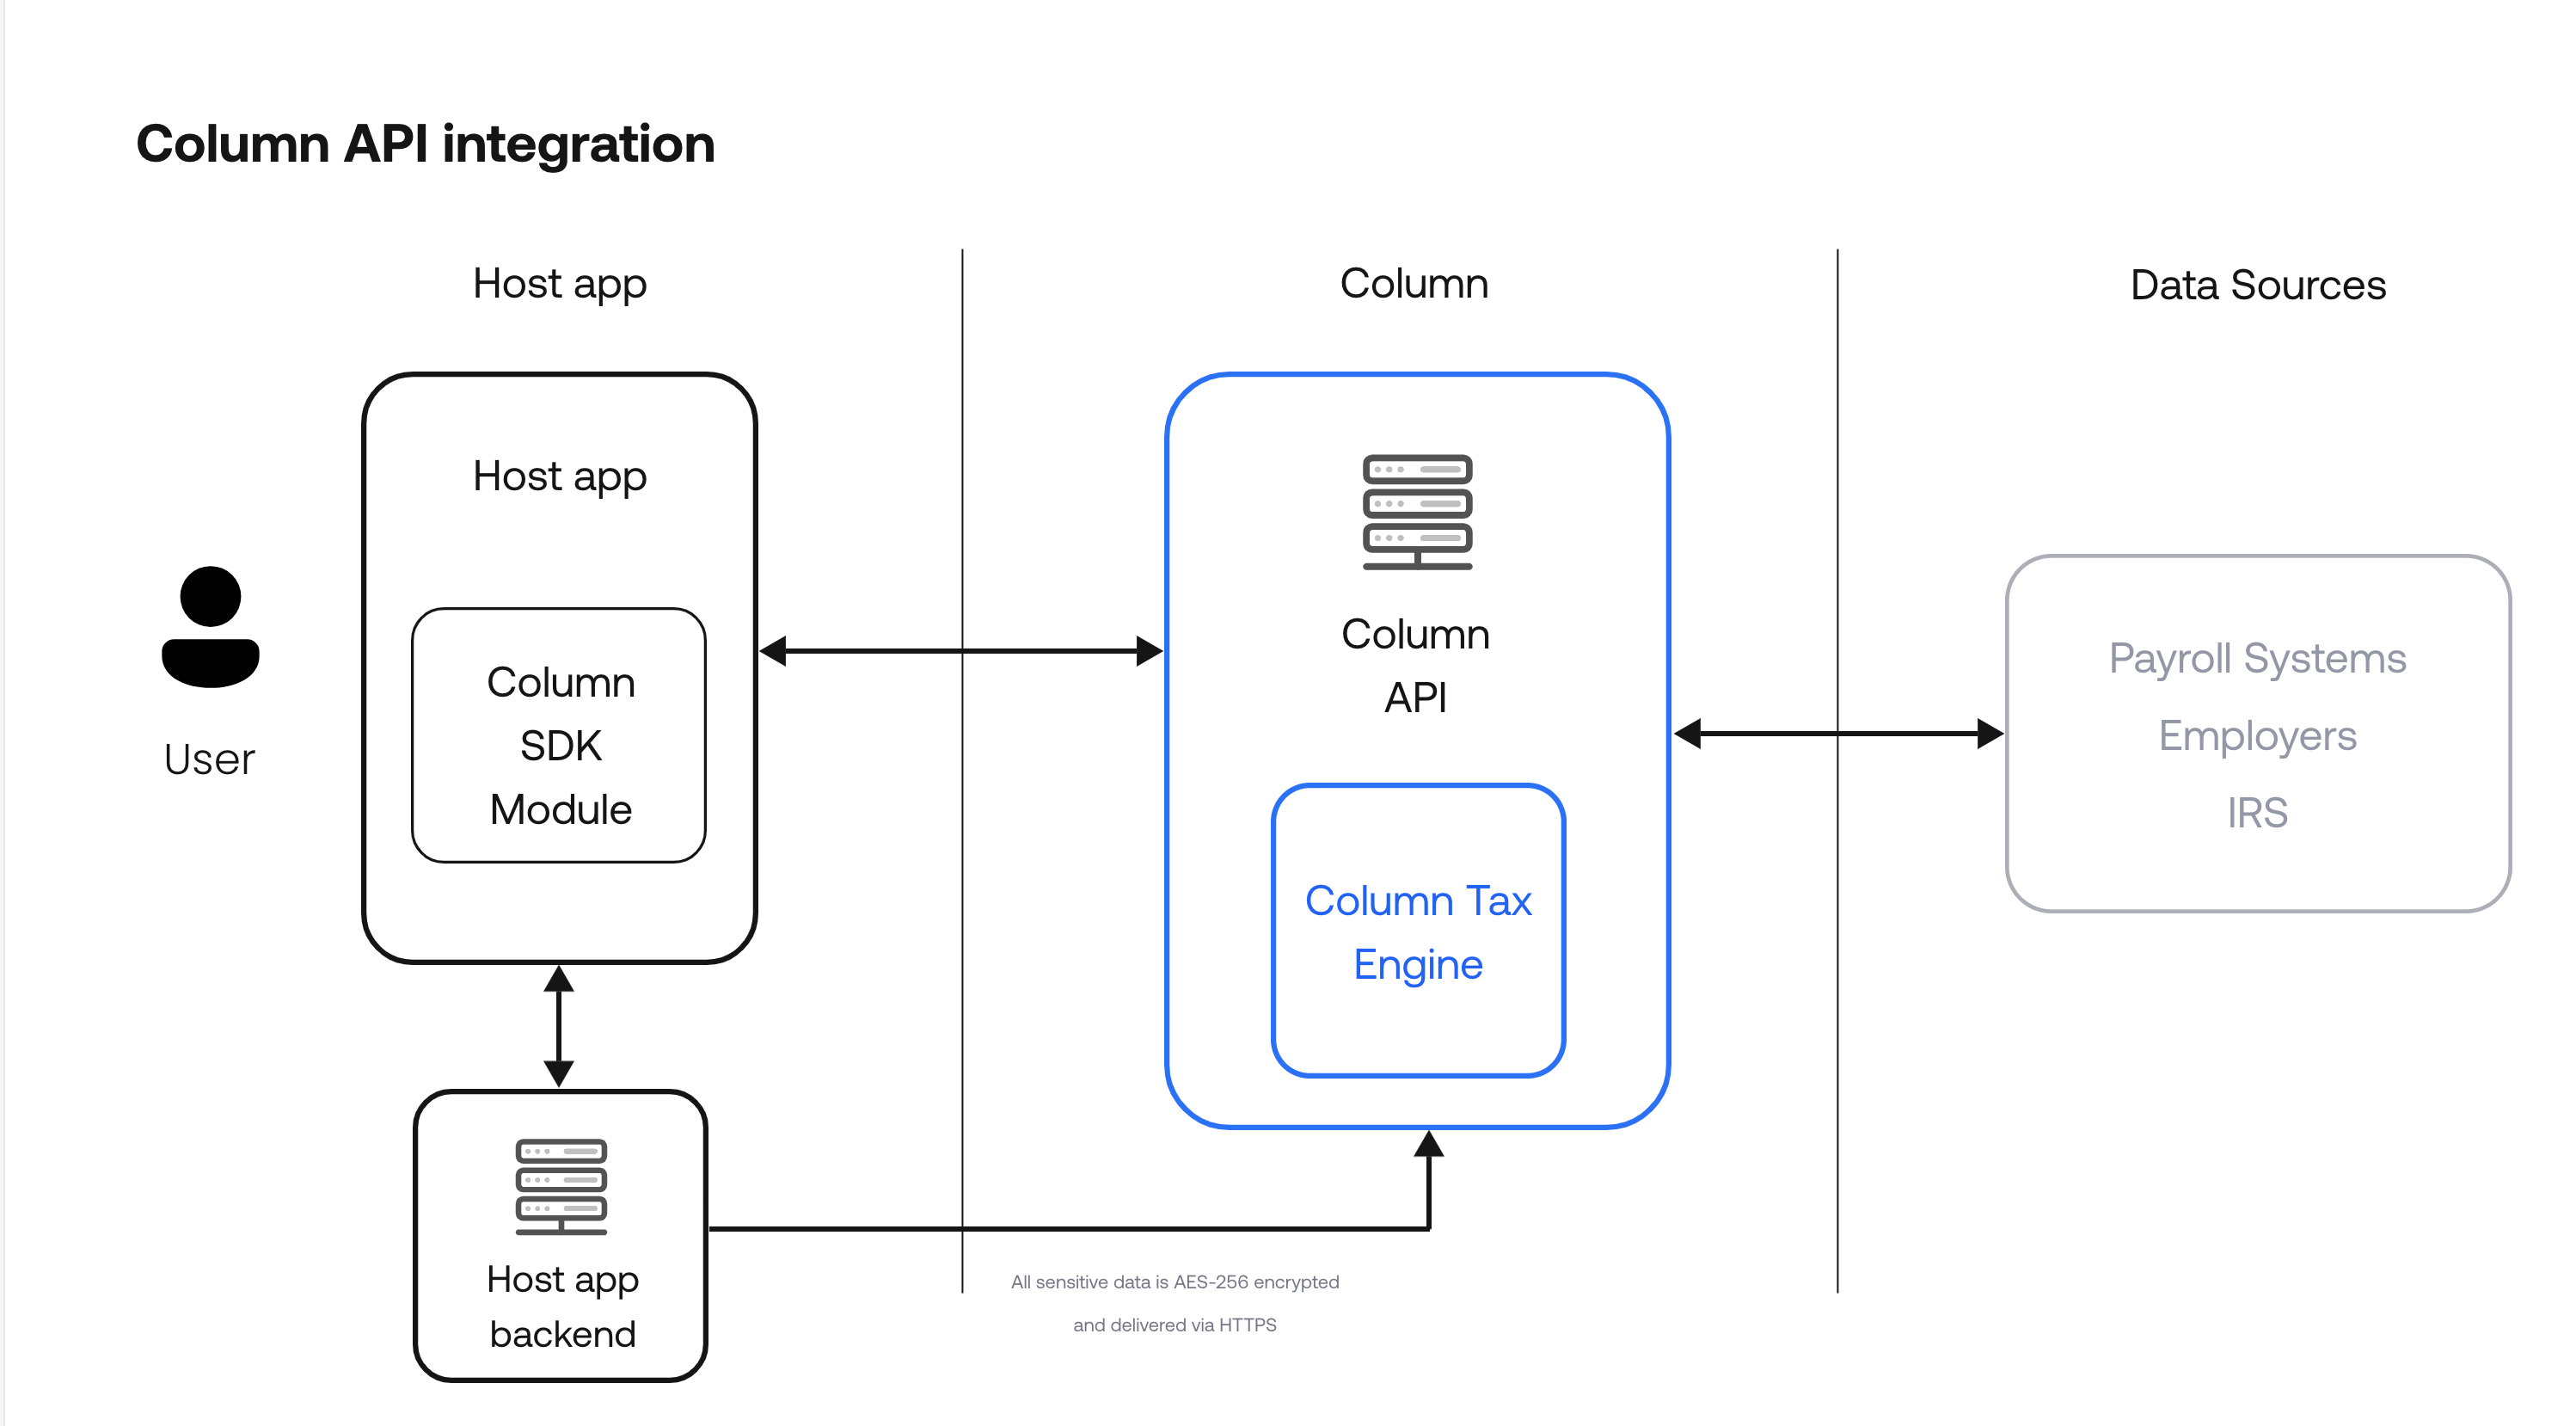 Column API integration
Host app
Column
Data Sources
Host app
Column
SDK
Module
User
Column
API
Column Tax
Engine
Payroll Systems
Employers
IRS
Host app
backend
All sensitive data is AES-256 encrypted
and delivered via HTTPS